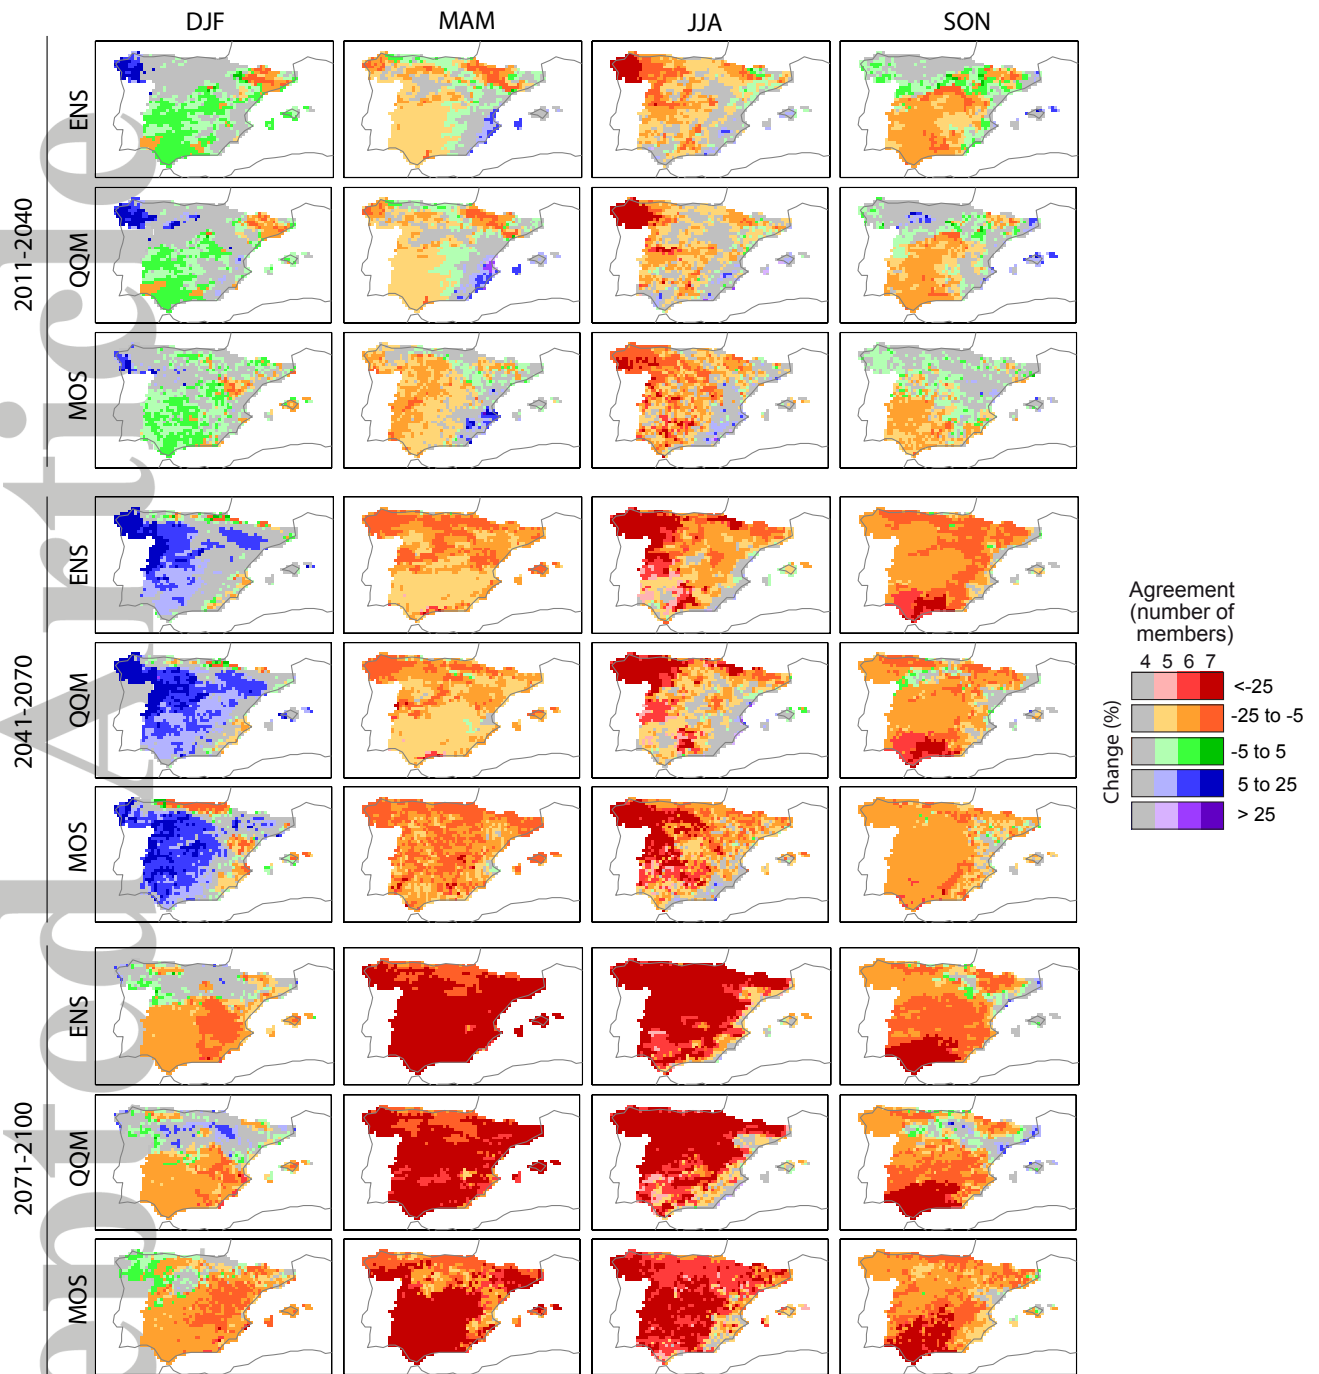 DJF MAM JJA SON
2011-2040
ENS
QQM
MOS
2041-2070
ENS
QQM
MOS
2071-2100
ENS
QQM
MOS
Agreement
(number of
members)
4 5 6 7
Change (%)
<-25
-25 to -5
-5 to 5
5 to 25
> 25
pted Article